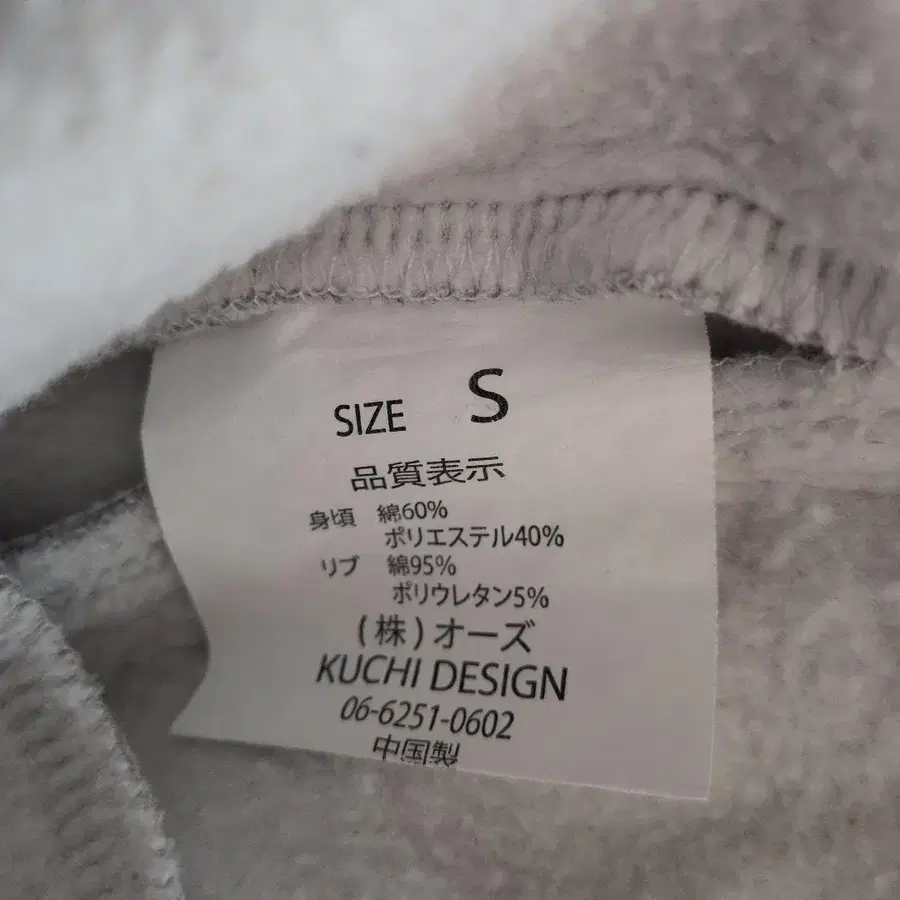 SIZE S
品質表示
身頃 綿60%
ポリエステル40%
リブ 綿95%
ポリウレタン5%
(株)オーズ
KUCHI DESIGN
06-6251-0602
中国製